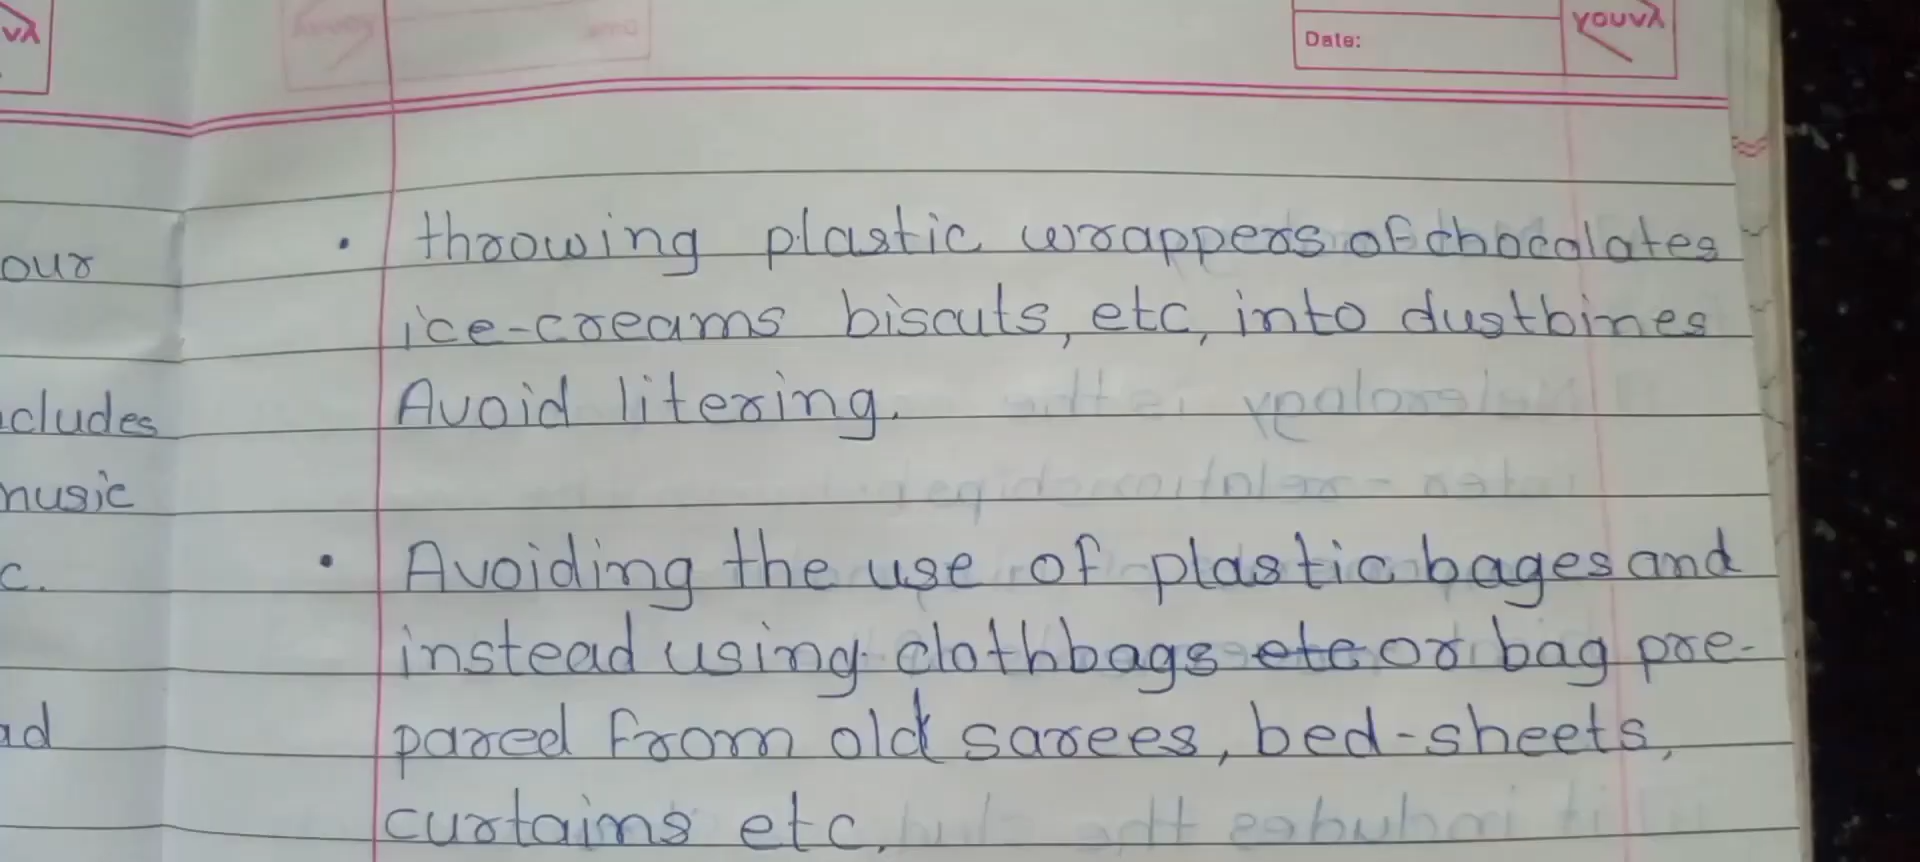 YOUVA
Date:
throwing plastic wrappers of chocolates
ice-creams biscuts, etc, into dustbines
Avoid litering.
Avoiding the use of plastic bages and
instead using clothbags etc or bag pre-
pared from old sarees, bed-sheets,
curtains etc.
our
cludes
music
c.
ad